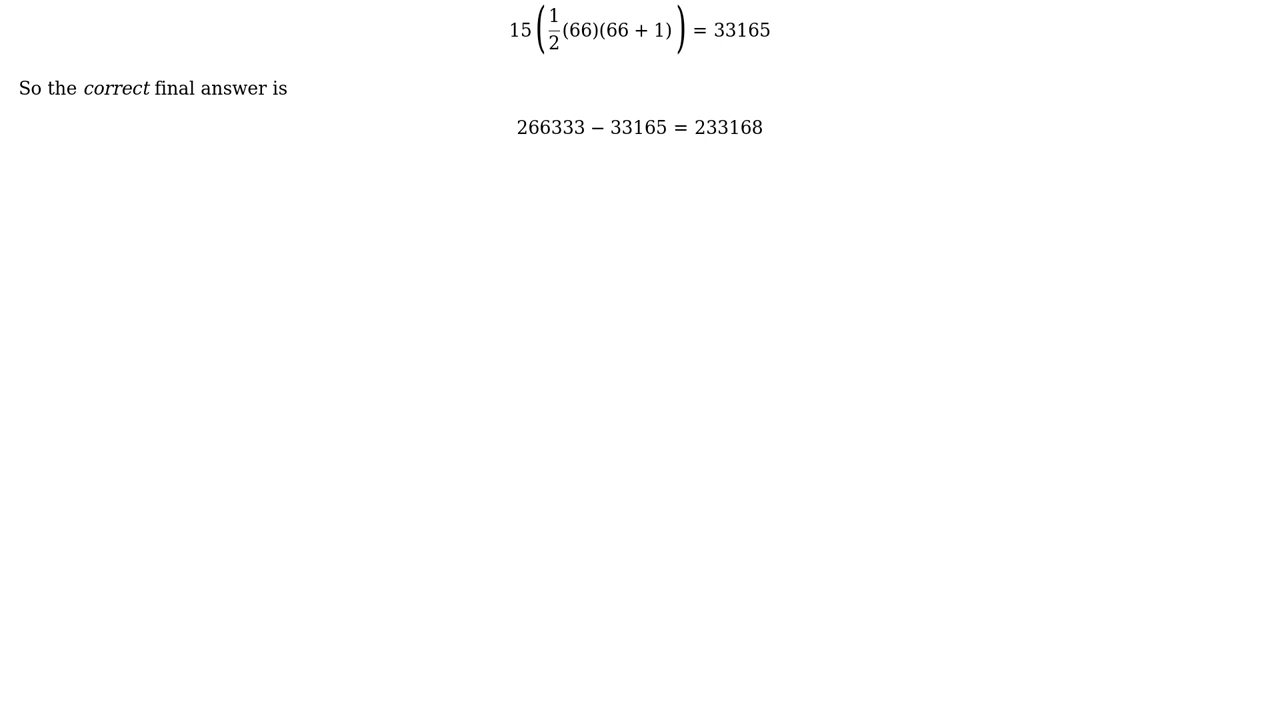 15(1/2(66)(66 + 1)) = 33165
So the correct final answer is
266333 − 33165 = 233168